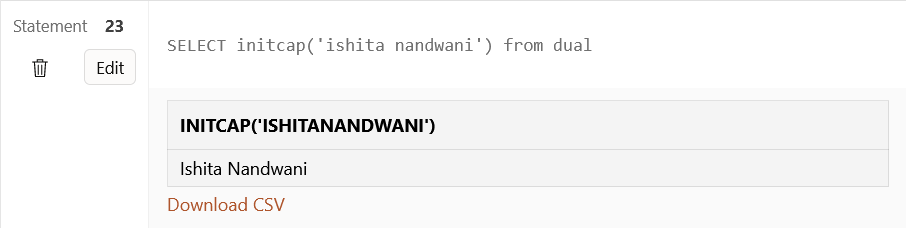 Statement 23
Edit
SELECT initcap('ishita nandwani') from dual
INITCAP('ISHITANANDWANI')
Ishita Nandwani
Download CSV